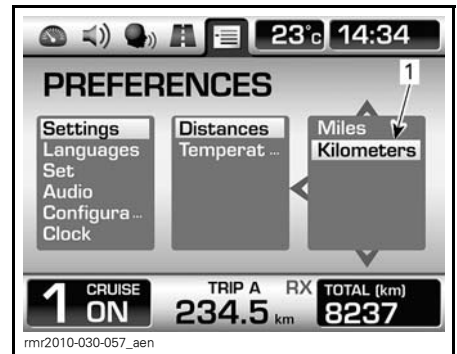 23°c 14:34
1
PREFERENCES
Settings
Languages
Set
Audio
Configura ...
Clock
Distances
Temperat ...
Miles
Kilometers
1 CRUISE ON
TRIP A
234.5 km
RX
TOTAL (km)
8237
rmr2010-030-057_aen